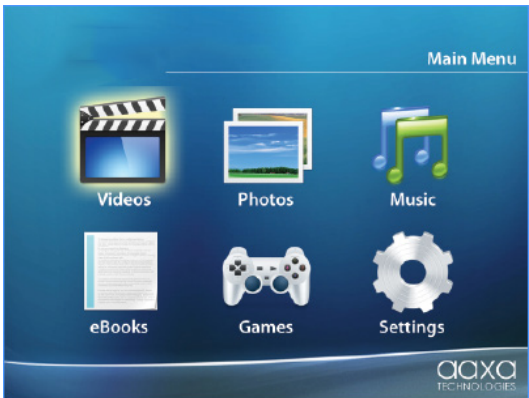 Main Menu
Videos
Photos
Music
eBooks
Games
Settings
aaxa
TECHNOLOGIES